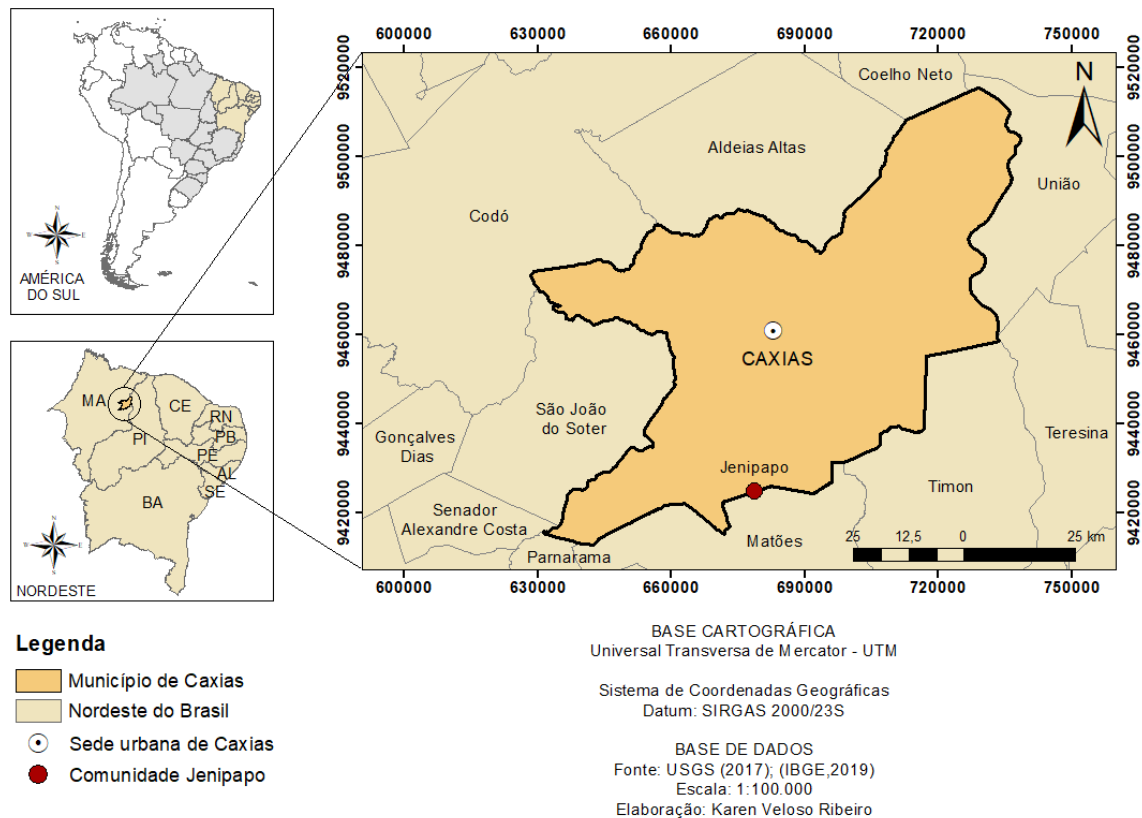 N
W
E
S
AMÉRICA
DO SUL
MA
CE
RN
PB
PI
PE
AL
SE
BA
N
W
E
S
NORDESTE
600000
630000
660000
690000
720000
750000
9520000
9500000
9480000
9460000
9440000
9420000
9520000
9500000
9480000
9460000
9440000
9420000
Coelho Neto
N
Aldeias Altas
União
Codó
CAXIAS
São João
do Soter
Gonçalves
Dias
Teresina
Jenipapo
Timon
Senador
Alexandre Costa
Matões
Parnarama
25
12,5
0
25 km
600000
630000
660000
690000
720000
750000
Legenda
Município de Caxias
Nordeste do Brasil
Sede urbana de Caxias
Comunidade Jenipapo
BASE CARTOGRÁFICA
Universal Transversa de Mercator - UTM
Sistema de Coordenadas Geográficas
Datum: SIRGAS 2000/23S
BASE DE DADOS
Fonte: USGS (2017); (IBGE,2019)
Escala: 1:100.000
Elaboração: Karen Veloso Ribeiro